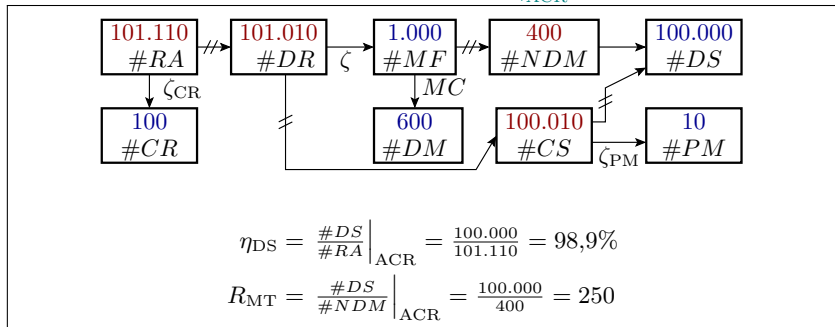 ACR
101.110 101.010 1.000 400 100.000
#RA #DR ζ #MF #NDM #DS
ζCR MC
100 600 100.010 10
#CR #DM #CS ζPM #PM
ηDS = #DS/#RA|ACR = 100.000/101.110 = 98,9%
RMT = #DS/#NDM|ACR = 100.000/400 = 250